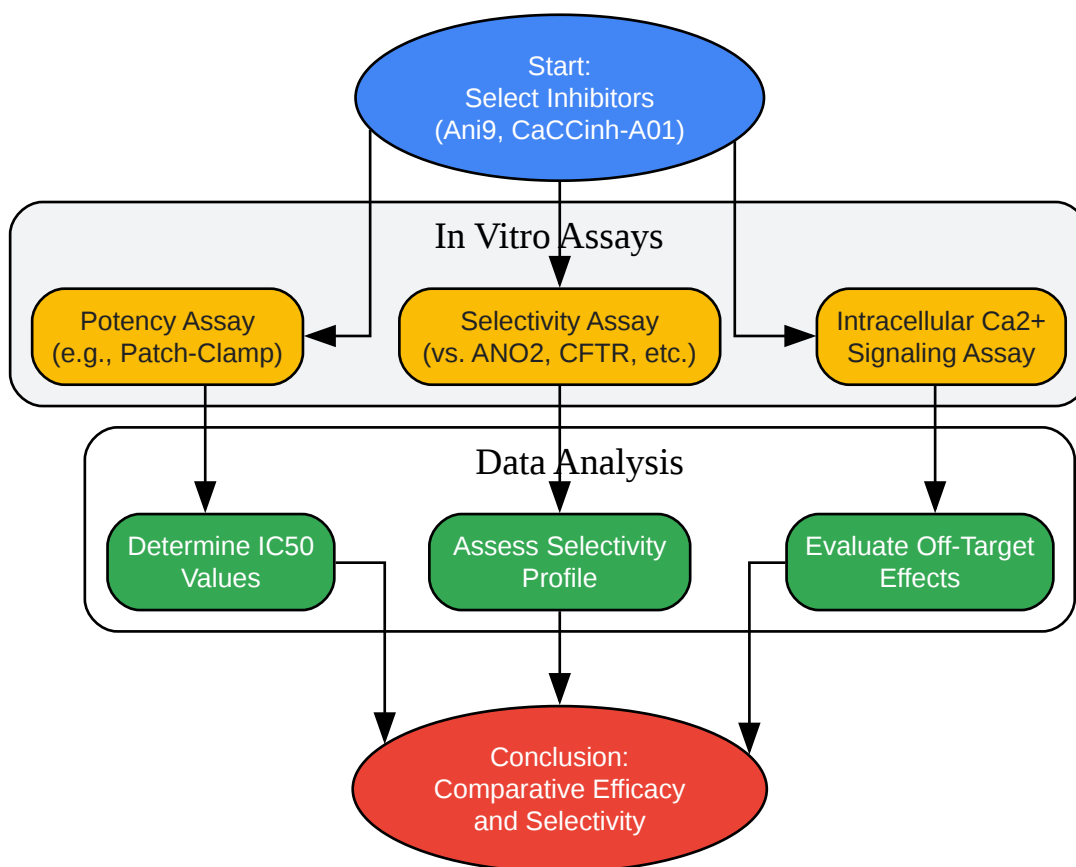 Start:
Select Inhibitors
(Ani9, CaCCinh-A01)
In Vitro Assays
Potency Assay
(e.g., Patch-Clamp)
Selectivity Assay
(vs. ANO2, CFTR, etc.)
Intracellular Ca2+
Signaling Assay
Data Analysis
Determine IC50
Values
Assess Selectivity
Profile
Evaluate Off-Target
Effects
Conclusion:
Comparative Efficacy
and Selectivity